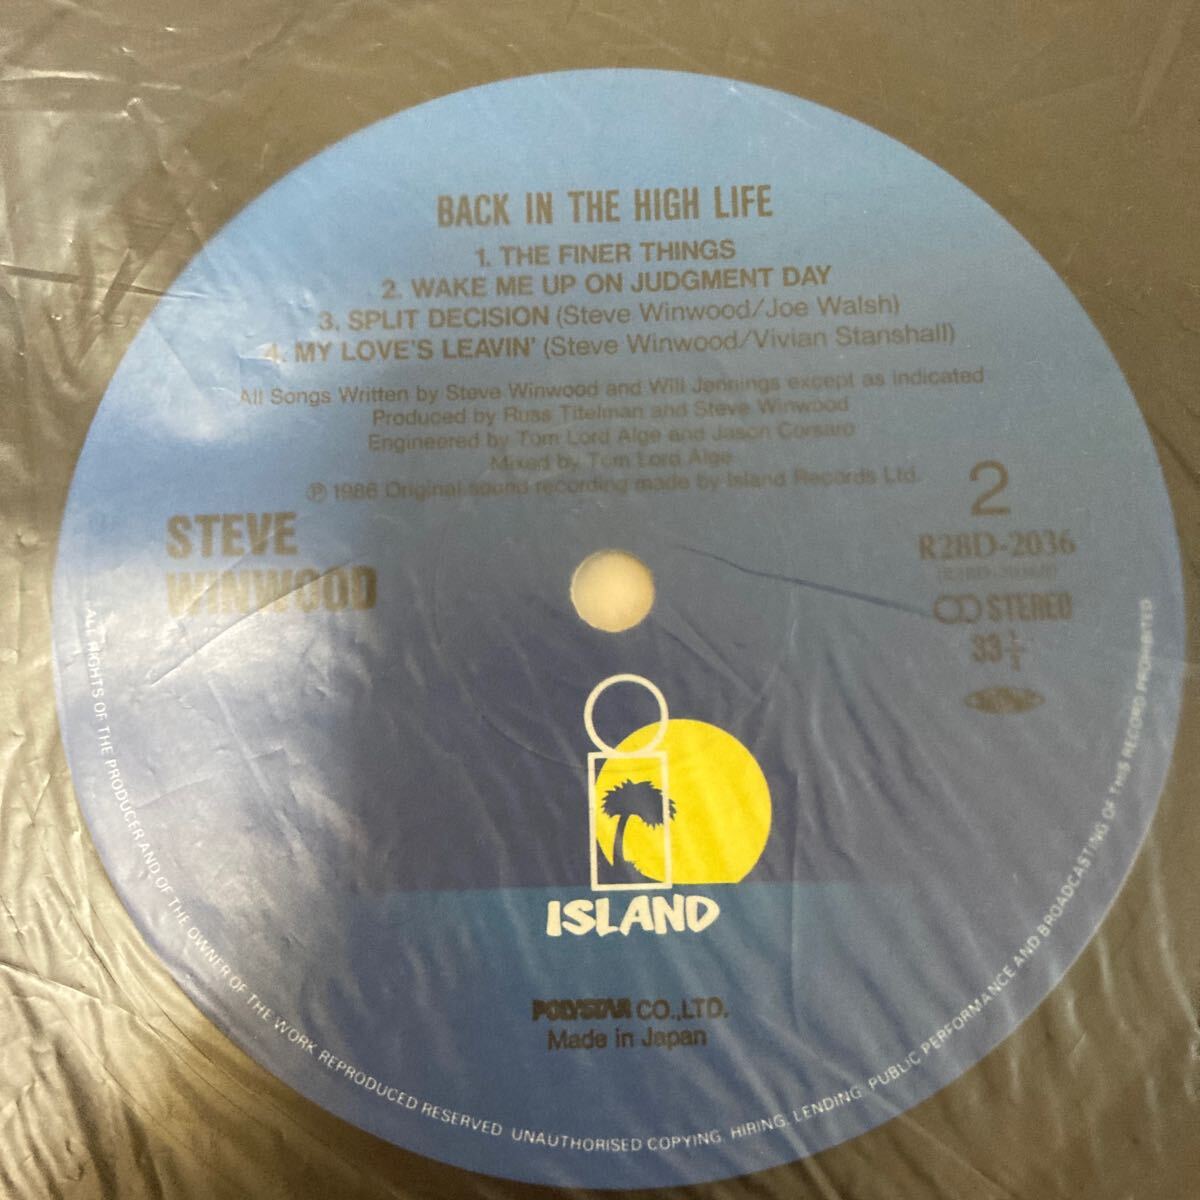 BACK IN THE HIGH LIFE
1. THE FINER THINGS
2. WAKE ME UP ON JUDGMENT DAY
3. SPLIT DECISION (Steve Winwood/Joe Walsh)
4. MY LOVE'S LEAVIN' (Steve Winwood/Vivian Stanshall)
All Songs Written by Steve Winwood and Will Jennings except as indicated
Produced by Russ Titelman and Steve Winwood
Engineered by Tom Lord Alge and Jason Corsaro
Mixed by Tom Lord Alge
℗ 1986 Original sound recording made by Island Records Ltd.
STEVE
WINWOOD
2
R28D-2036
STEREO
33 1/3
ISLAND
POLYSTAR CO.,LTD.
Made in Japan
ALL RIGHTS OF THE PRODUCER AND OF THE OWNER OF THE WORK REPRODUCED RESERVED. UNAUTHORISED COPYING, HIRING, LENDING, PUBLIC PERFORMANCE AND BROADCASTING OF THIS RECORD PROHIBITED